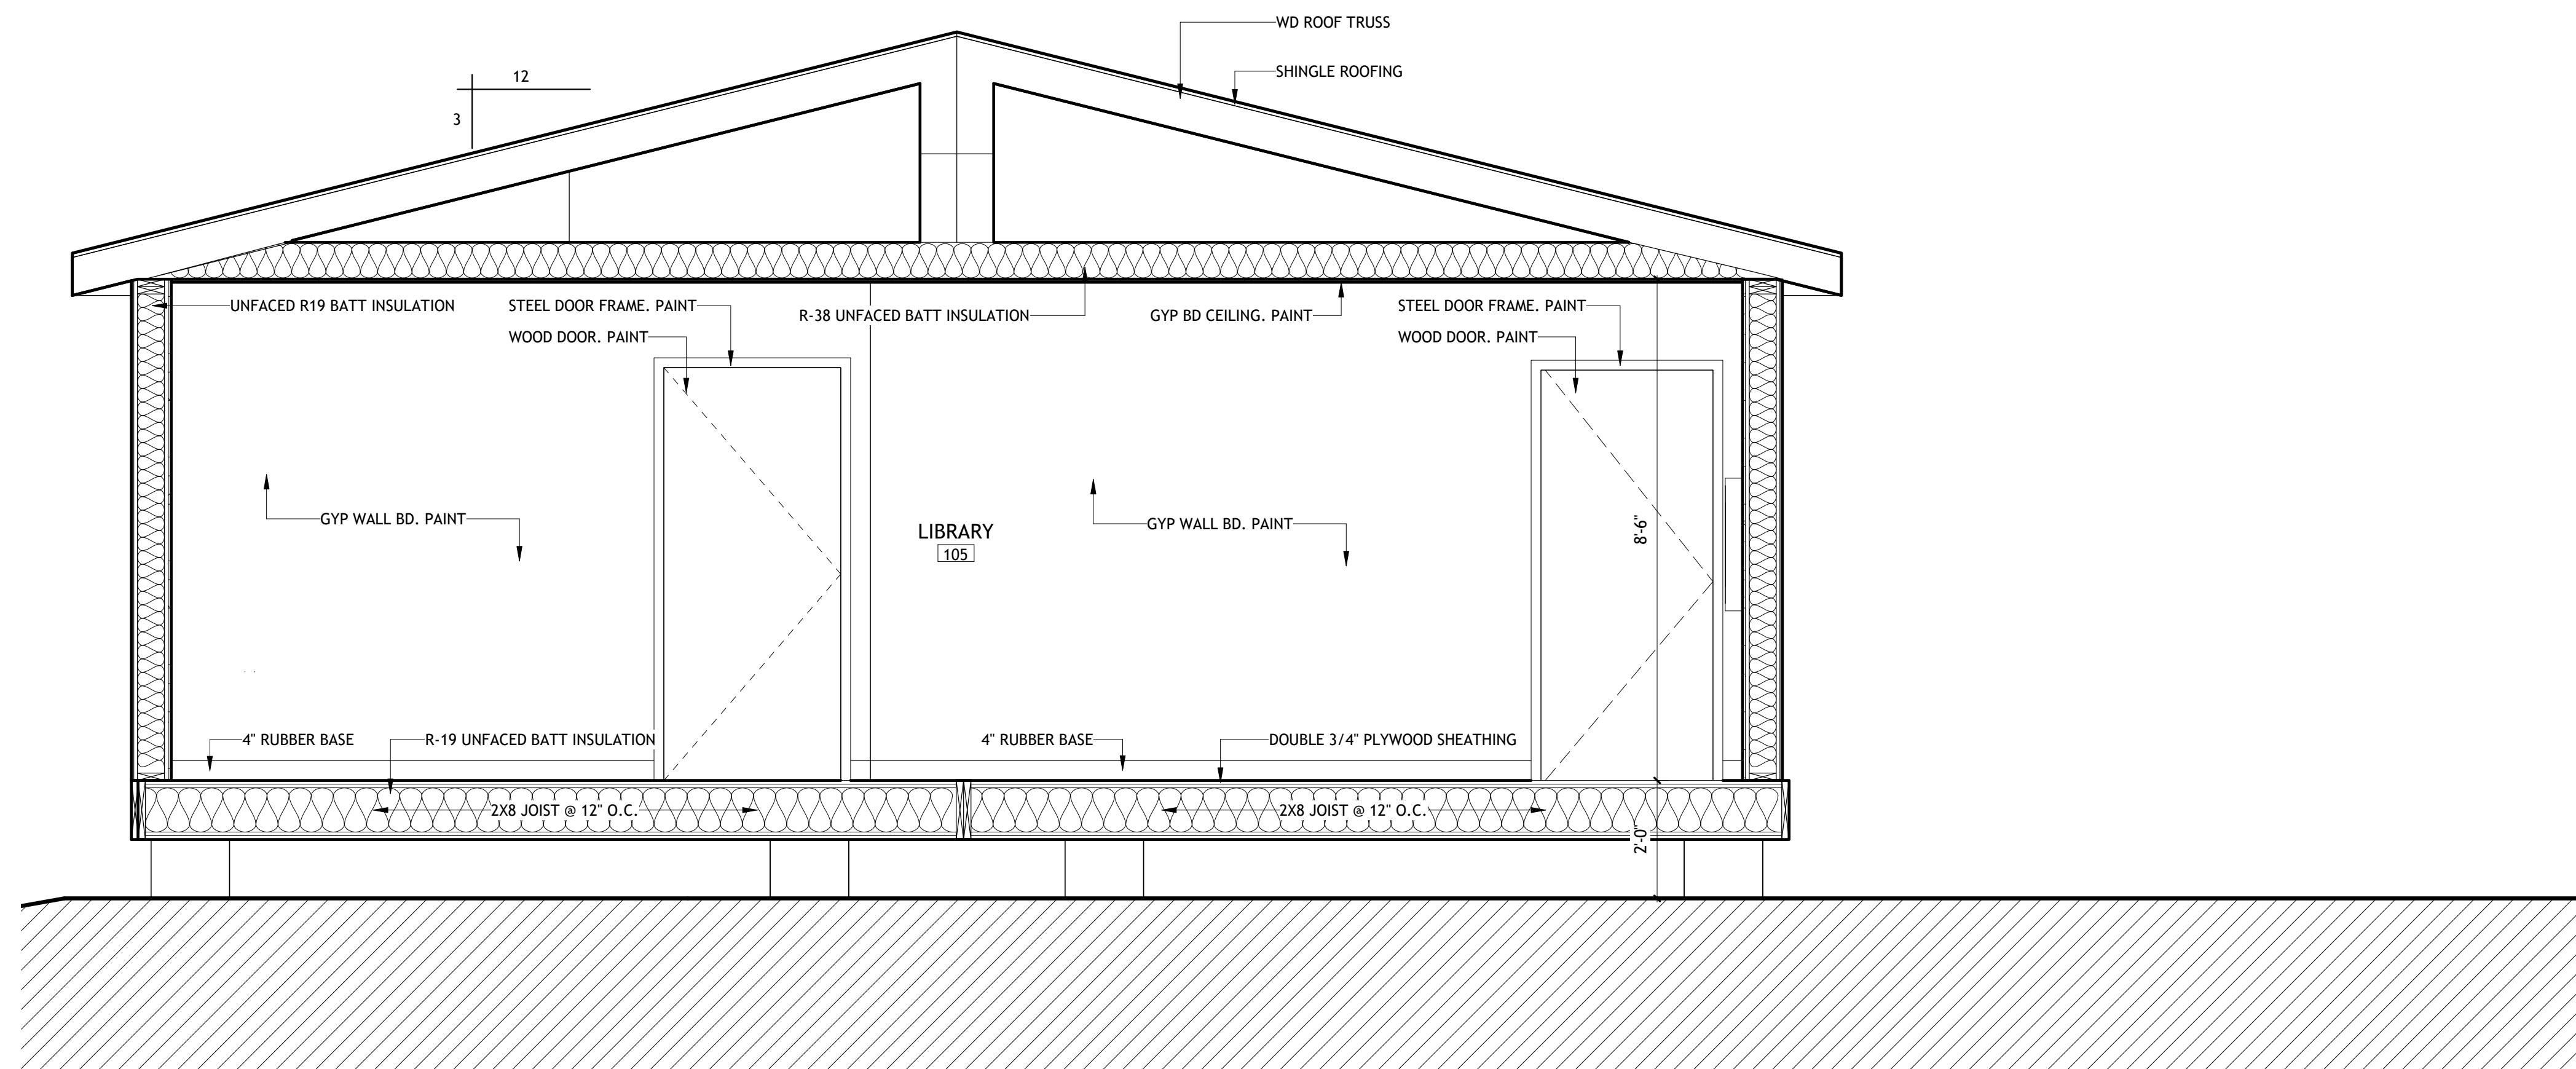 WD ROOF TRUSS
SHINGLE ROOFING
12
3
UNFACED R19 BATT INSULATION
STEEL DOOR FRAME. PAINT
WOOD DOOR. PAINT
R-38 UNFACED BATT INSULATION
GYP BD CEILING. PAINT
STEEL DOOR FRAME. PAINT
WOOD DOOR. PAINT
GYP WALL BD. PAINT
LIBRARY
105
GYP WALL BD. PAINT
8'-6"
4" RUBBER BASE
R-19 UNFACED BATT INSULATION
4" RUBBER BASE
DOUBLE 3/4" PLYWOOD SHEATHING
2X8 JOIST @ 12" O.C.
2X8 JOIST @ 12" O.C.
2'-0"